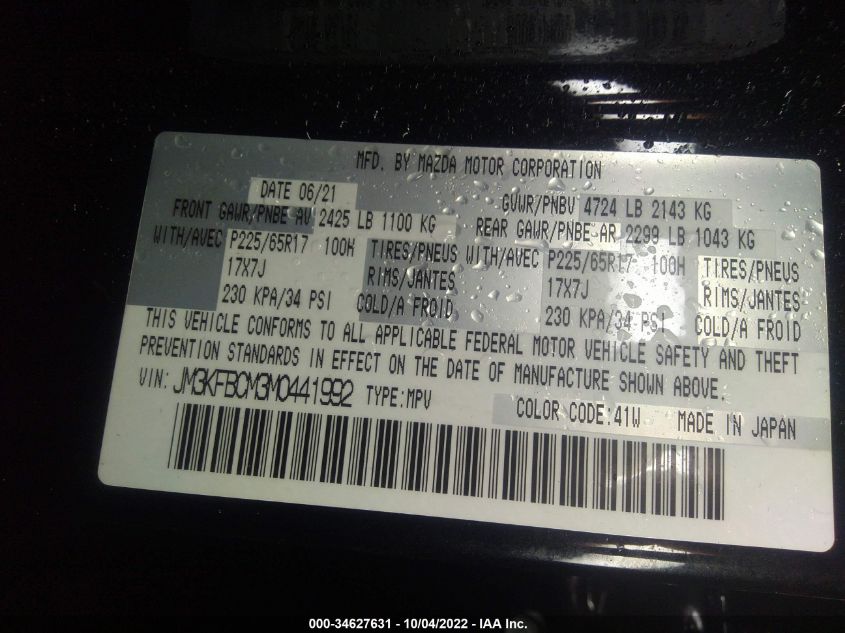 MFD. BY MAZDA MOTOR CORPORATION
DATE 06/21 GVWR/PNBV 4724 LB 2143 KG
FRONT GAWR/PNBE AV 2425 LB 1100 KG REAR GAWR/PNBE AR 2299 LB 1043 KG
WITH/AVEC P225/65R17 100H TIRES/PNEUS WITH/AVEC P225/65R17 100H TIRES/PNEUS
17X7J RIMS/JANTES 17X7J RIMS/JANTES
230 KPA/34 PSI COLD/A FROID 230 KPA/34 PSI COLD/A FROID
THIS VEHICLE CONFORMS TO ALL APPLICABLE FEDERAL MOTOR VEHICLE SAFETY AND THEFT
PREVENTION STANDARDS IN EFFECT ON THE DATE OF MANUFACTURE SHOWN ABOVE.
VIN: JM3KFBCM3M0441992 TYPE:MPV COLOR CODE:41W MADE IN JAPAN
000-34627631 - 10/04/2022 - IAA Inc.